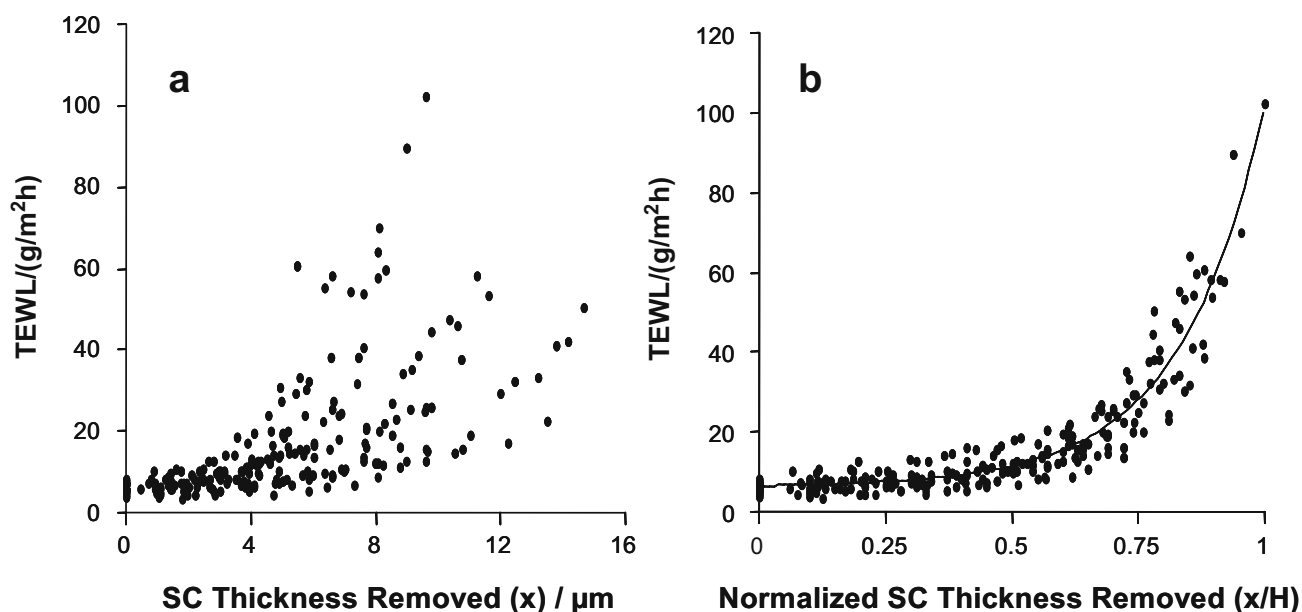 a
TEWL/(g/m²h)
120
100
80
60
40
20
0
0 4 8 12 16
SC Thickness Removed (x) / µm
b
TEWL/(g/m²h)
120
100
80
60
40
20
0
0 0.25 0.5 0.75 1
Normalized SC Thickness Removed (x/H)